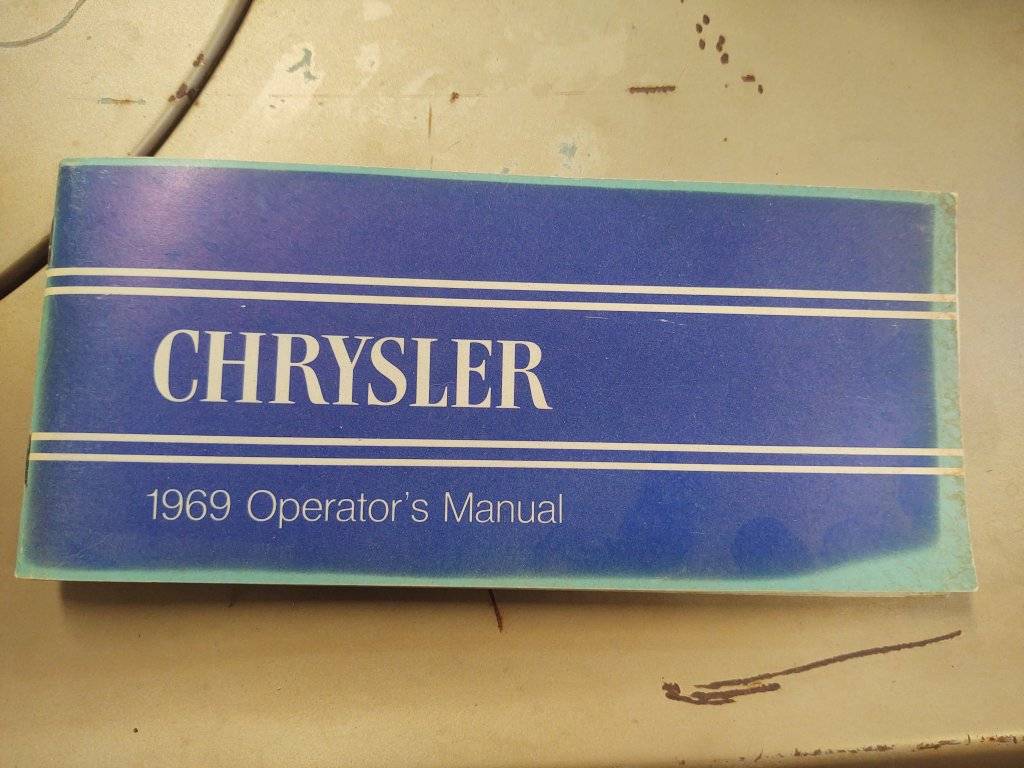 CHRYSLER
1969 Operator's Manual